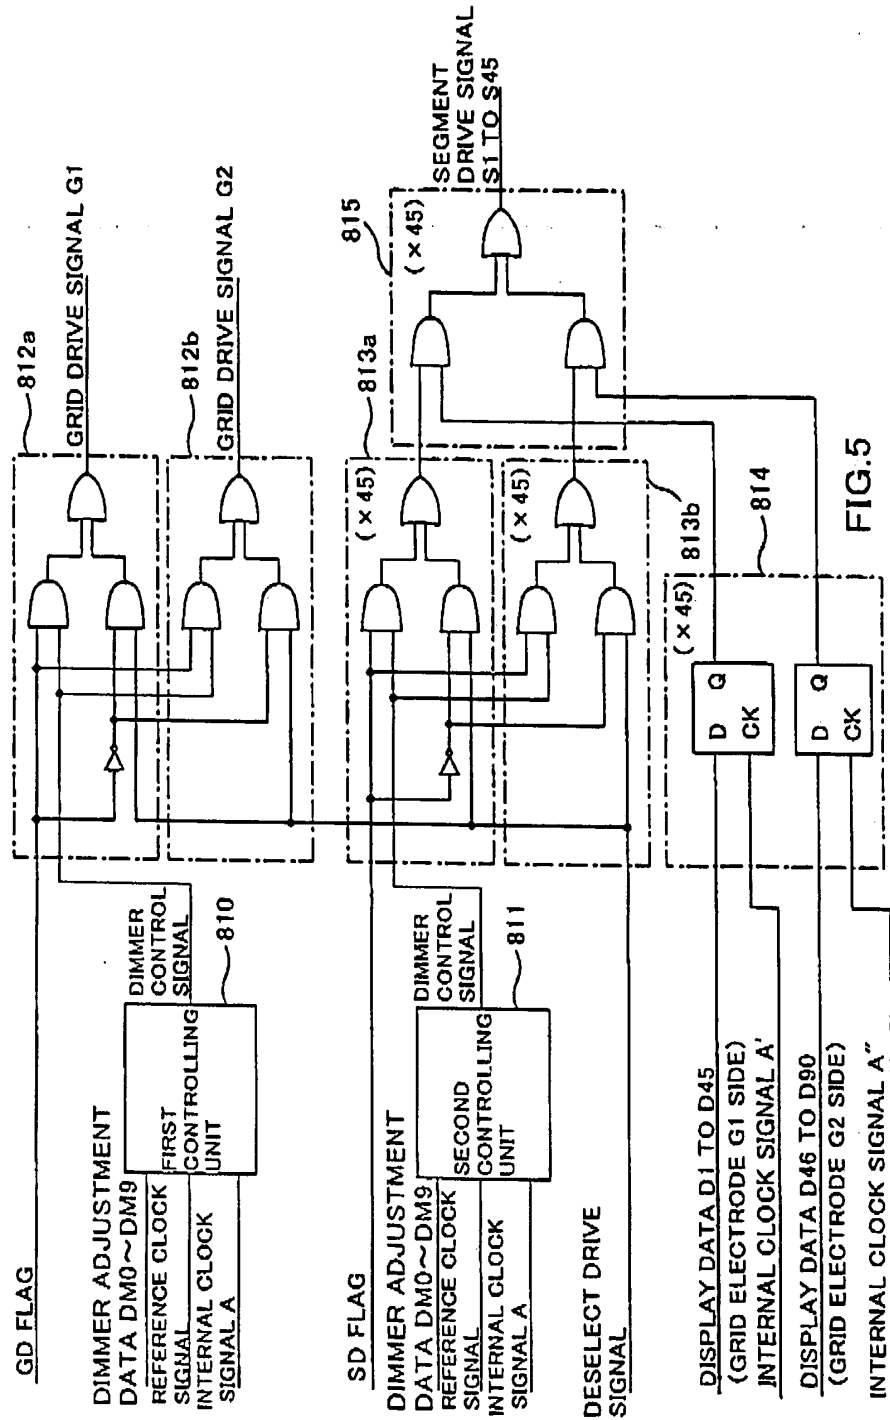 GD FLAG
DIMMER ADJUSTMENT
DATA DM0~DM9
REFERENCE CLOCK
SIGNAL
INTERNAL CLOCK
SIGNAL A
FIRST
CONTROLLING
UNIT
DIMMER
CONTROL
SIGNAL
810
812a
GRID DRIVE SIGNAL G1
812b
GRID DRIVE SIGNAL G2
SD FLAG
DIMMER ADJUSTMENT
DATA DM0~DM9
REFERENCE CLOCK
SIGNAL
INTERNAL CLOCK
SIGNAL A
SECOND
CONTROLLING
UNIT
DIMMER
CONTROL
SIGNAL
811
(×45)
813a
(×45)
813b
815
(×45)
SEGMENT
DRIVE SIGNAL
S1 TO S45
DESELECT DRIVE
SIGNAL
DISPLAY DATA D1 TO D45
(GRID ELECTRODE G1 SIDE)
INTERNAL CLOCK SIGNAL A'
DISPLAY DATA D46 TO D90
(GRID ELECTRODE G2 SIDE)
INTERNAL CLOCK SIGNAL A"
(×45)
814
D Q
CK
D Q
CK
FIG.5